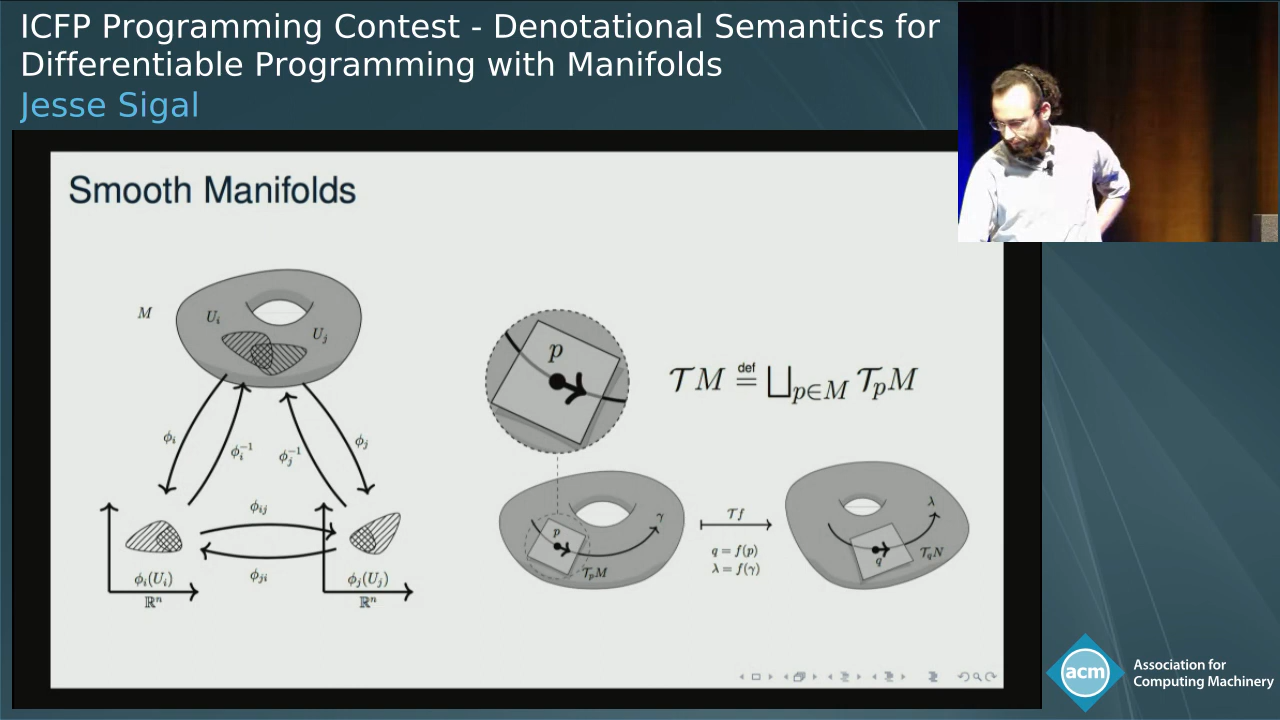 ICFP Programming Contest - Denotational Semantics for
Differentiable Programming with Manifolds
Jesse Sigal
Smooth Manifolds
M
U_i
U_j
ϕ_i
ϕ_i^{-1}
ϕ_j^{-1}
ϕ_j
ϕ_{ij}
ϕ_{ji}
ϕ_i(U_i)
ℝⁿ
ϕ_j(U_j)
ℝⁿ
p
𝒯M ≝ ⨆_{p∈M} 𝒯_pM
p
γ
𝒯_pM
𝒯f
q = f(p)
λ = f(γ)
λ
q
𝒯_qN
acm
Association for
Computing Machinery